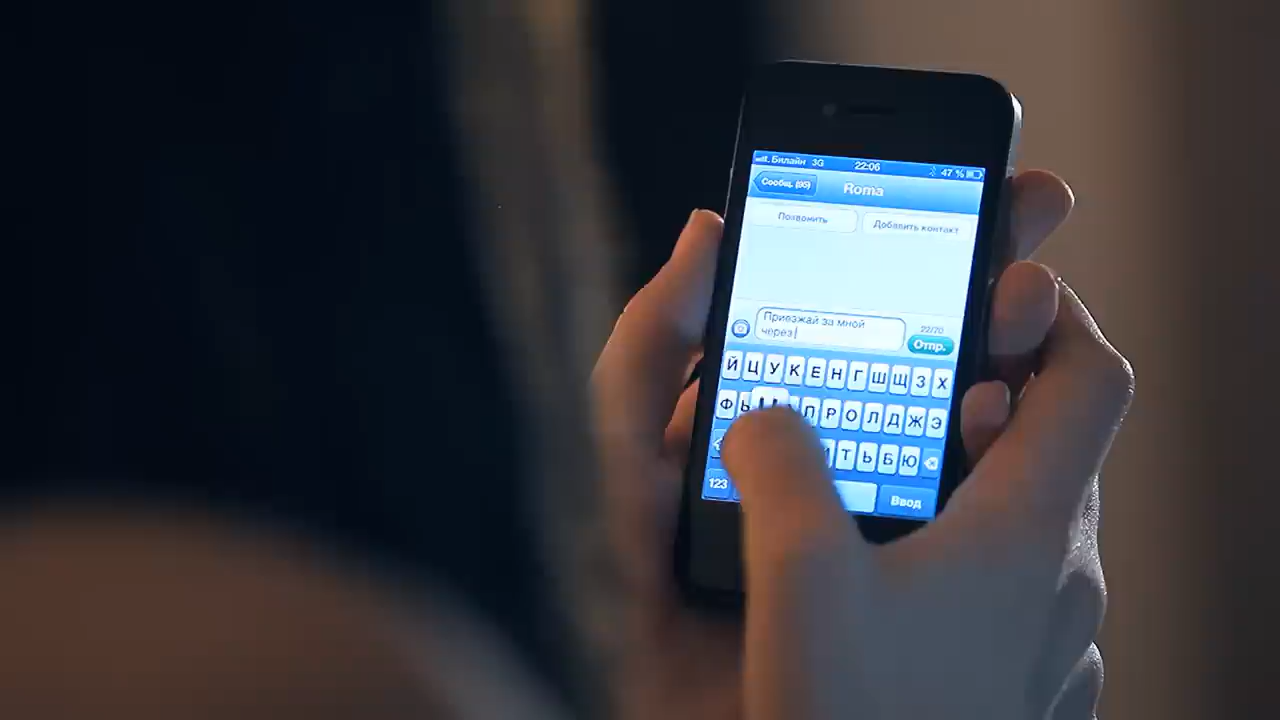 Билайн 3G 22:06 47 %
Сообщ. (95) Roma
Позвонить Добавить контакт
Приезжай за мной
через
22/70
Отпр.
Й Ц У К Е Н Г Ш Щ З Х
Ф Ы П Р О Л Д Ж Э
И Т Ь Б Ю
123 Ввод